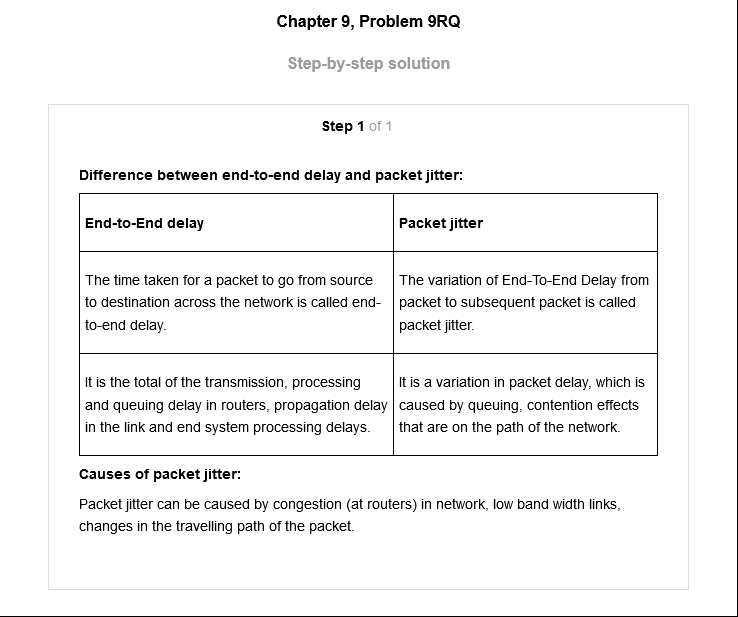 Chapter 9, Problem 9RQ
Step-by-step solution
Step 1 of 1
Difference between end-to-end delay and packet jitter:
End-to-End delay
Packet jitter
The time taken for a packet to go from source
to destination across the network is called end-
to-end delay.
The variation of End-To-End Delay from
packet to subsequent packet is called
packet jitter.
It is the total of the transmission, processing
and queuing delay in routers, propagation delay
in the link and end system processing delays.
It is a variation in packet delay, which is
caused by queuing, contention effects
that are on the path of the network.
Causes of packet jitter:
Packet jitter can be caused by congestion (at routers) in network, low band width links,
changes in the travelling path of the packet.